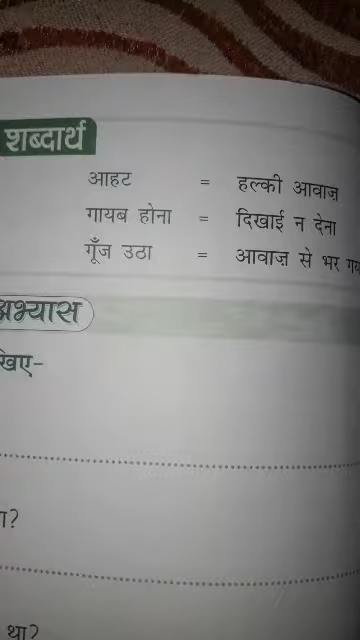 शब्दार्थ
आहट = हल्की आवाज़
गायब होना = दिखाई न देना
गूँज उठा = आवाज़ से भर
अभ्यास
था?